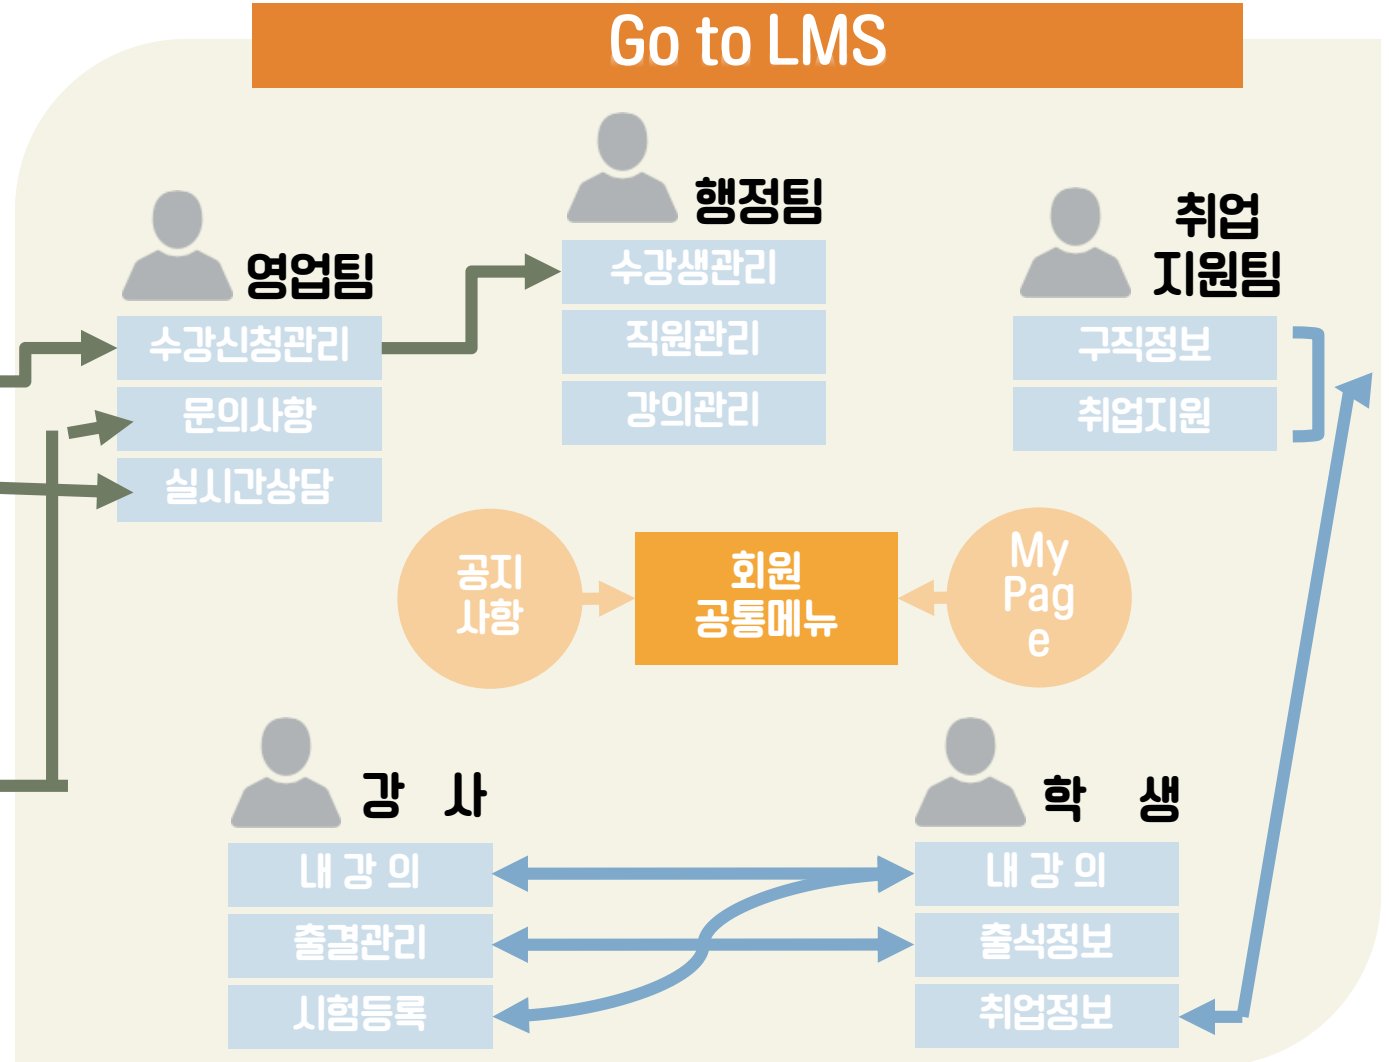 Go to LMS
영업팀
수강신청관리
문의사항
실시간상담
행정팀
수강생관리
직원관리
강의관리
취업
지원팀
구직정보
취업지원
공지
사항
회원
공통메뉴
My
Pag
e
강 사
내 강 의
출결관리
시험등록
학 생
내 강 의
출석정보
취업정보